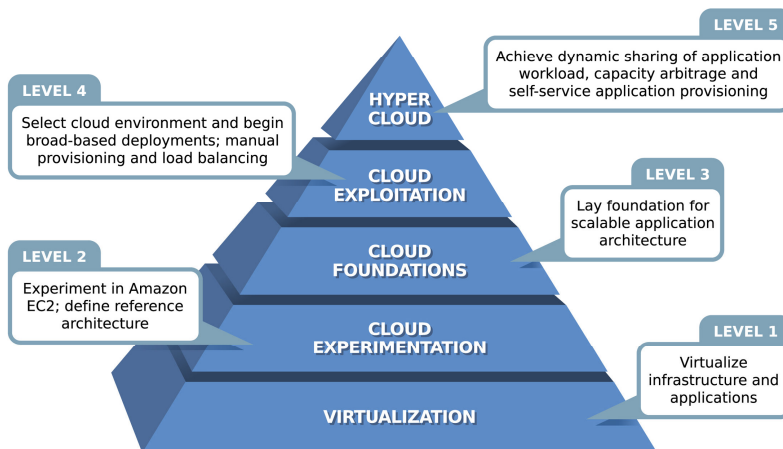 LEVEL 5
Achieve dynamic sharing of application
workload, capacity arbitrage and
self-service application provisioning
HYPER
CLOUD
LEVEL 4
Select cloud environment and begin
broad-based deployments; manual
provisioning and load balancing
CLOUD
EXPLOITATION
LEVEL 3
Lay foundation for
scalable application
architecture
CLOUD
FOUNDATIONS
LEVEL 2
Experiment in Amazon
EC2; define reference
architecture
CLOUD
EXPERIMENTATION
LEVEL 1
Virtualize
infrastructure and
applications
VIRTUALIZATION